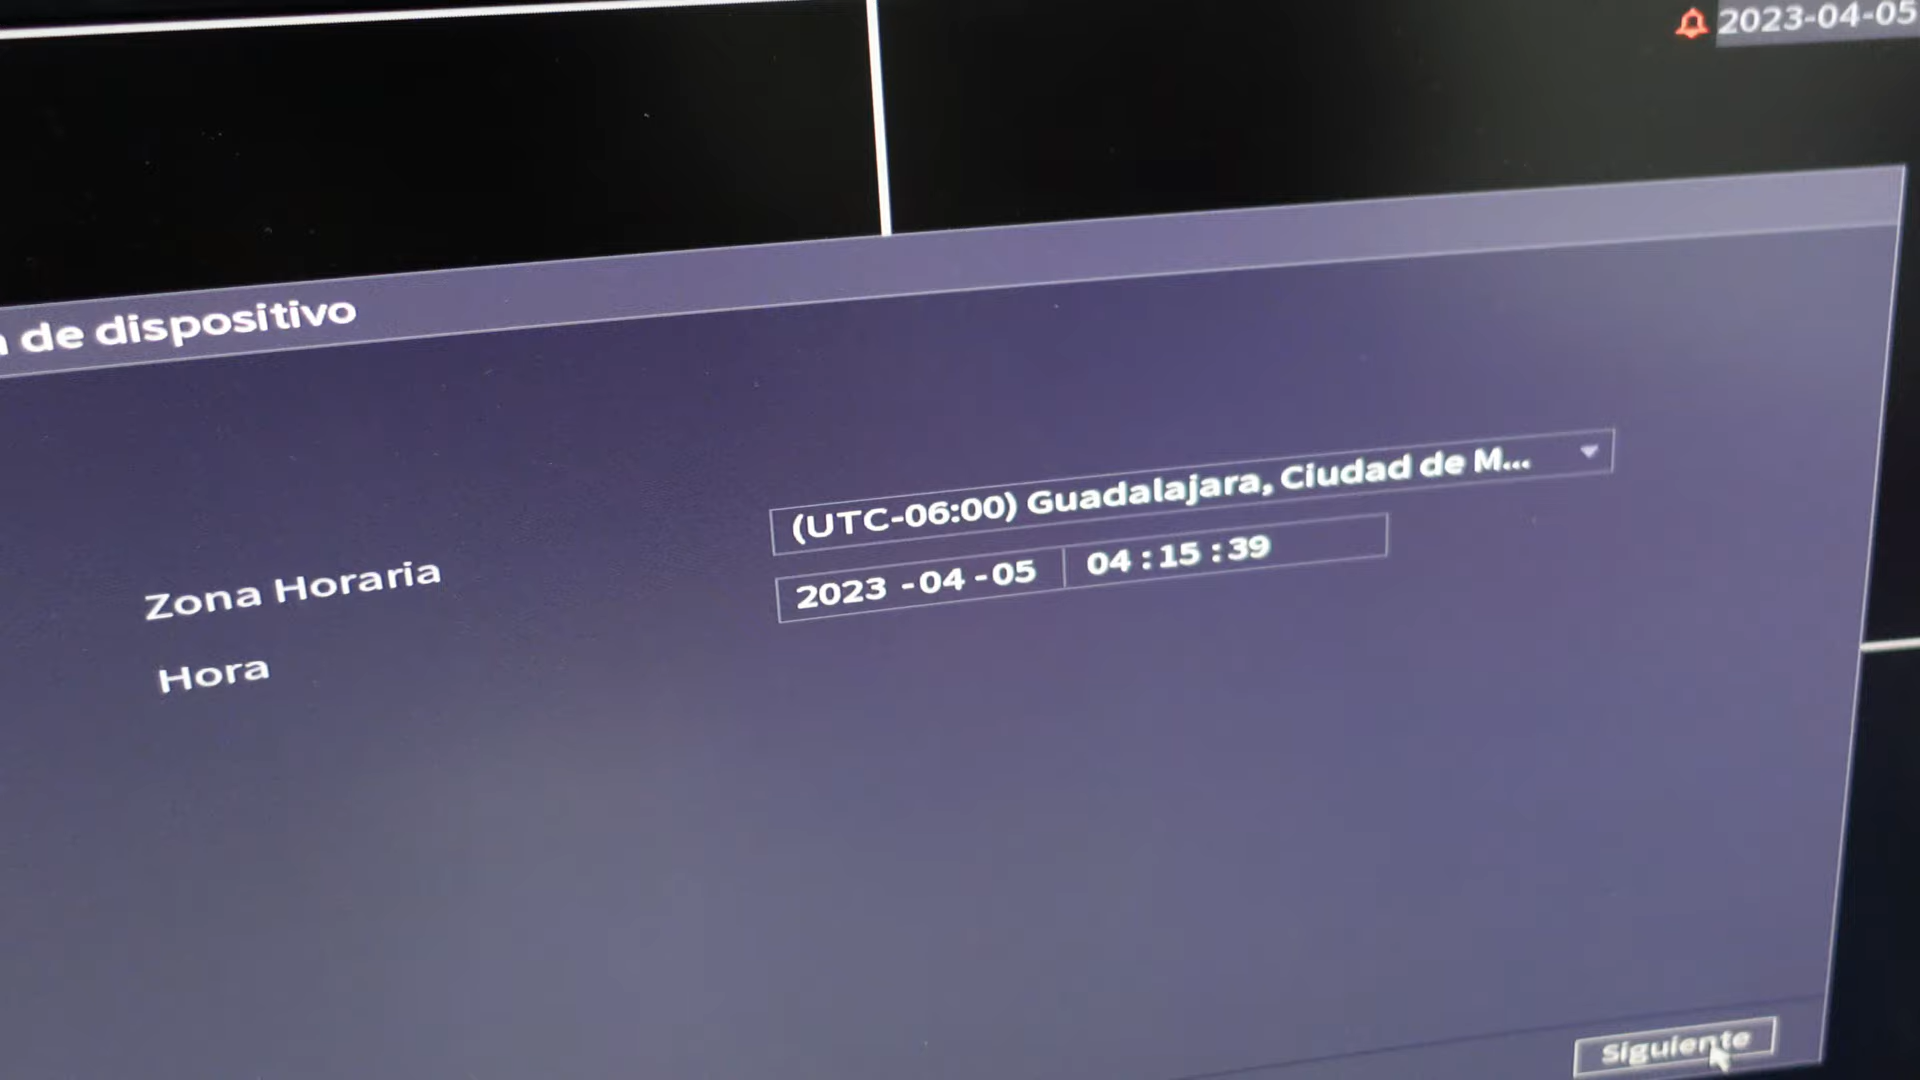 2023-04-05
de dispositivo
Zona Horaria
(UTC-06:00) Guadalajara, Ciudad de M...
Hora
2023 -04 -05 04 : 15 : 39
Siguiente